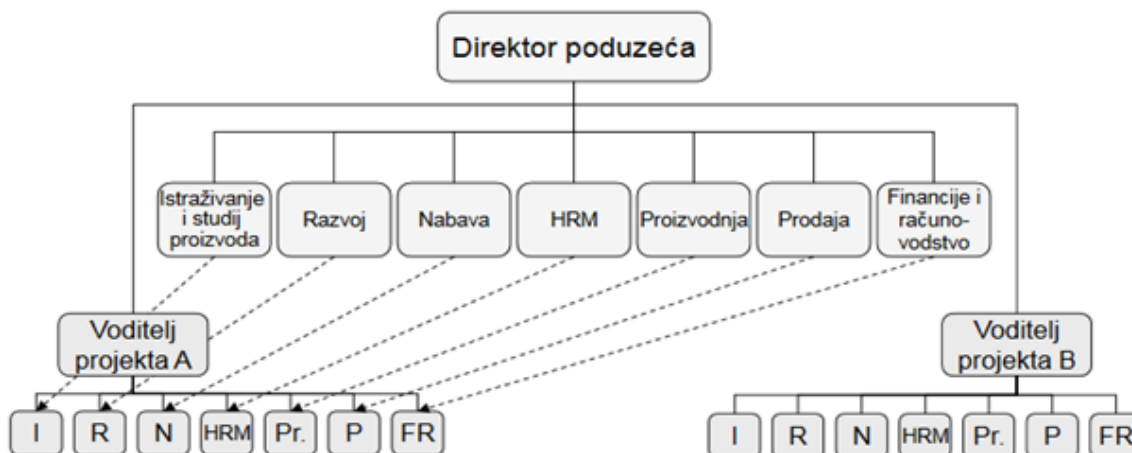 Direktor poduzeća
Istraživanje
i studij
proizvoda
Razvoj
Nabava
HRM
Proizvodnja
Prodaja
Financije i
računo-
vodstvo
Voditelj
projekta A
Voditelj
projekta B
I
R
N
HRM
Pr.
P
FR
I
R
N
HRM
Pr.
P
FR